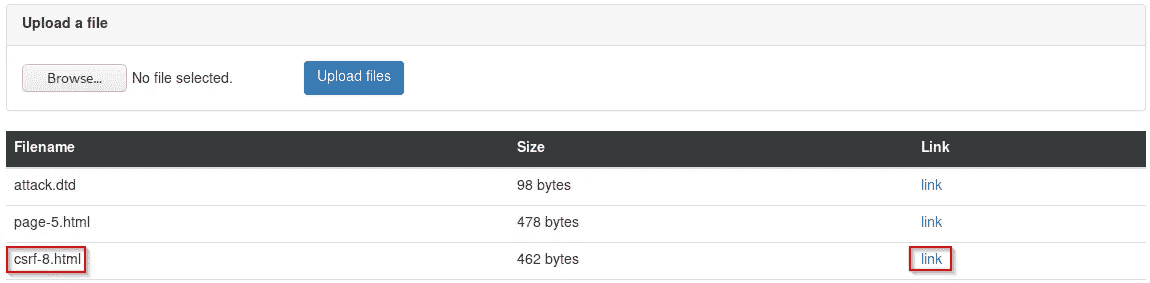 Upload a file
Browse... No file selected. Upload files
Filename Size Link
attack.dtd 98 bytes link
page-5.html 478 bytes link
csrf-8.html 462 bytes link